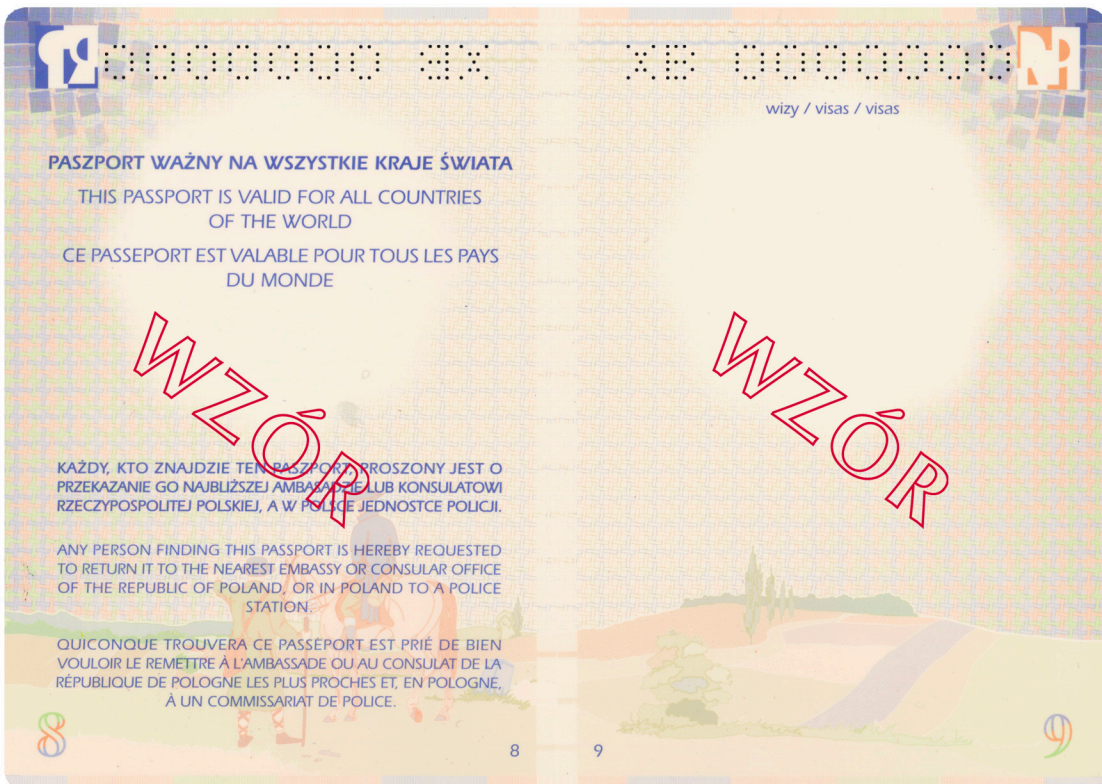 XB 0000000
PASZPORT WAŻNY NA WSZYSTKIE KRAJE ŚWIATA
THIS PASSPORT IS VALID FOR ALL COUNTRIES
OF THE WORLD
CE PASSEPORT EST VALABLE POUR TOUS LES PAYS
DU MONDE
WZÓR
KAŻDY, KTO ZNAJDZIE TEN PASZPORT, PROSZONY JEST O
PRZEKAZANIE GO NAJBLIŻSZEJ AMBASADZIE LUB KONSULATOWI
RZECZYPOSPOLITEJ POLSKIEJ, A W POLSCE JEDNOSTCE POLICJI.
ANY PERSON FINDING THIS PASSPORT IS HEREBY REQUESTED
TO RETURN IT TO THE NEAREST EMBASSY OR CONSULAR OFFICE
OF THE REPUBLIC OF POLAND, OR IN POLAND TO A POLICE
STATION.
QUICONQUE TROUVERA CE PASSEPORT EST PRIÉ DE BIEN
VOULOIR LE REMETTRE À L'AMBASSADE OU AU CONSULAT DE LA
RÉPUBLIQUE DE POLOGNE LES PLUS PROCHES ET, EN POLOGNE,
À UN COMMISSARIAT DE POLICE.
8
8
XB 0000000
wizy / visas / visas
WZÓR
9
9